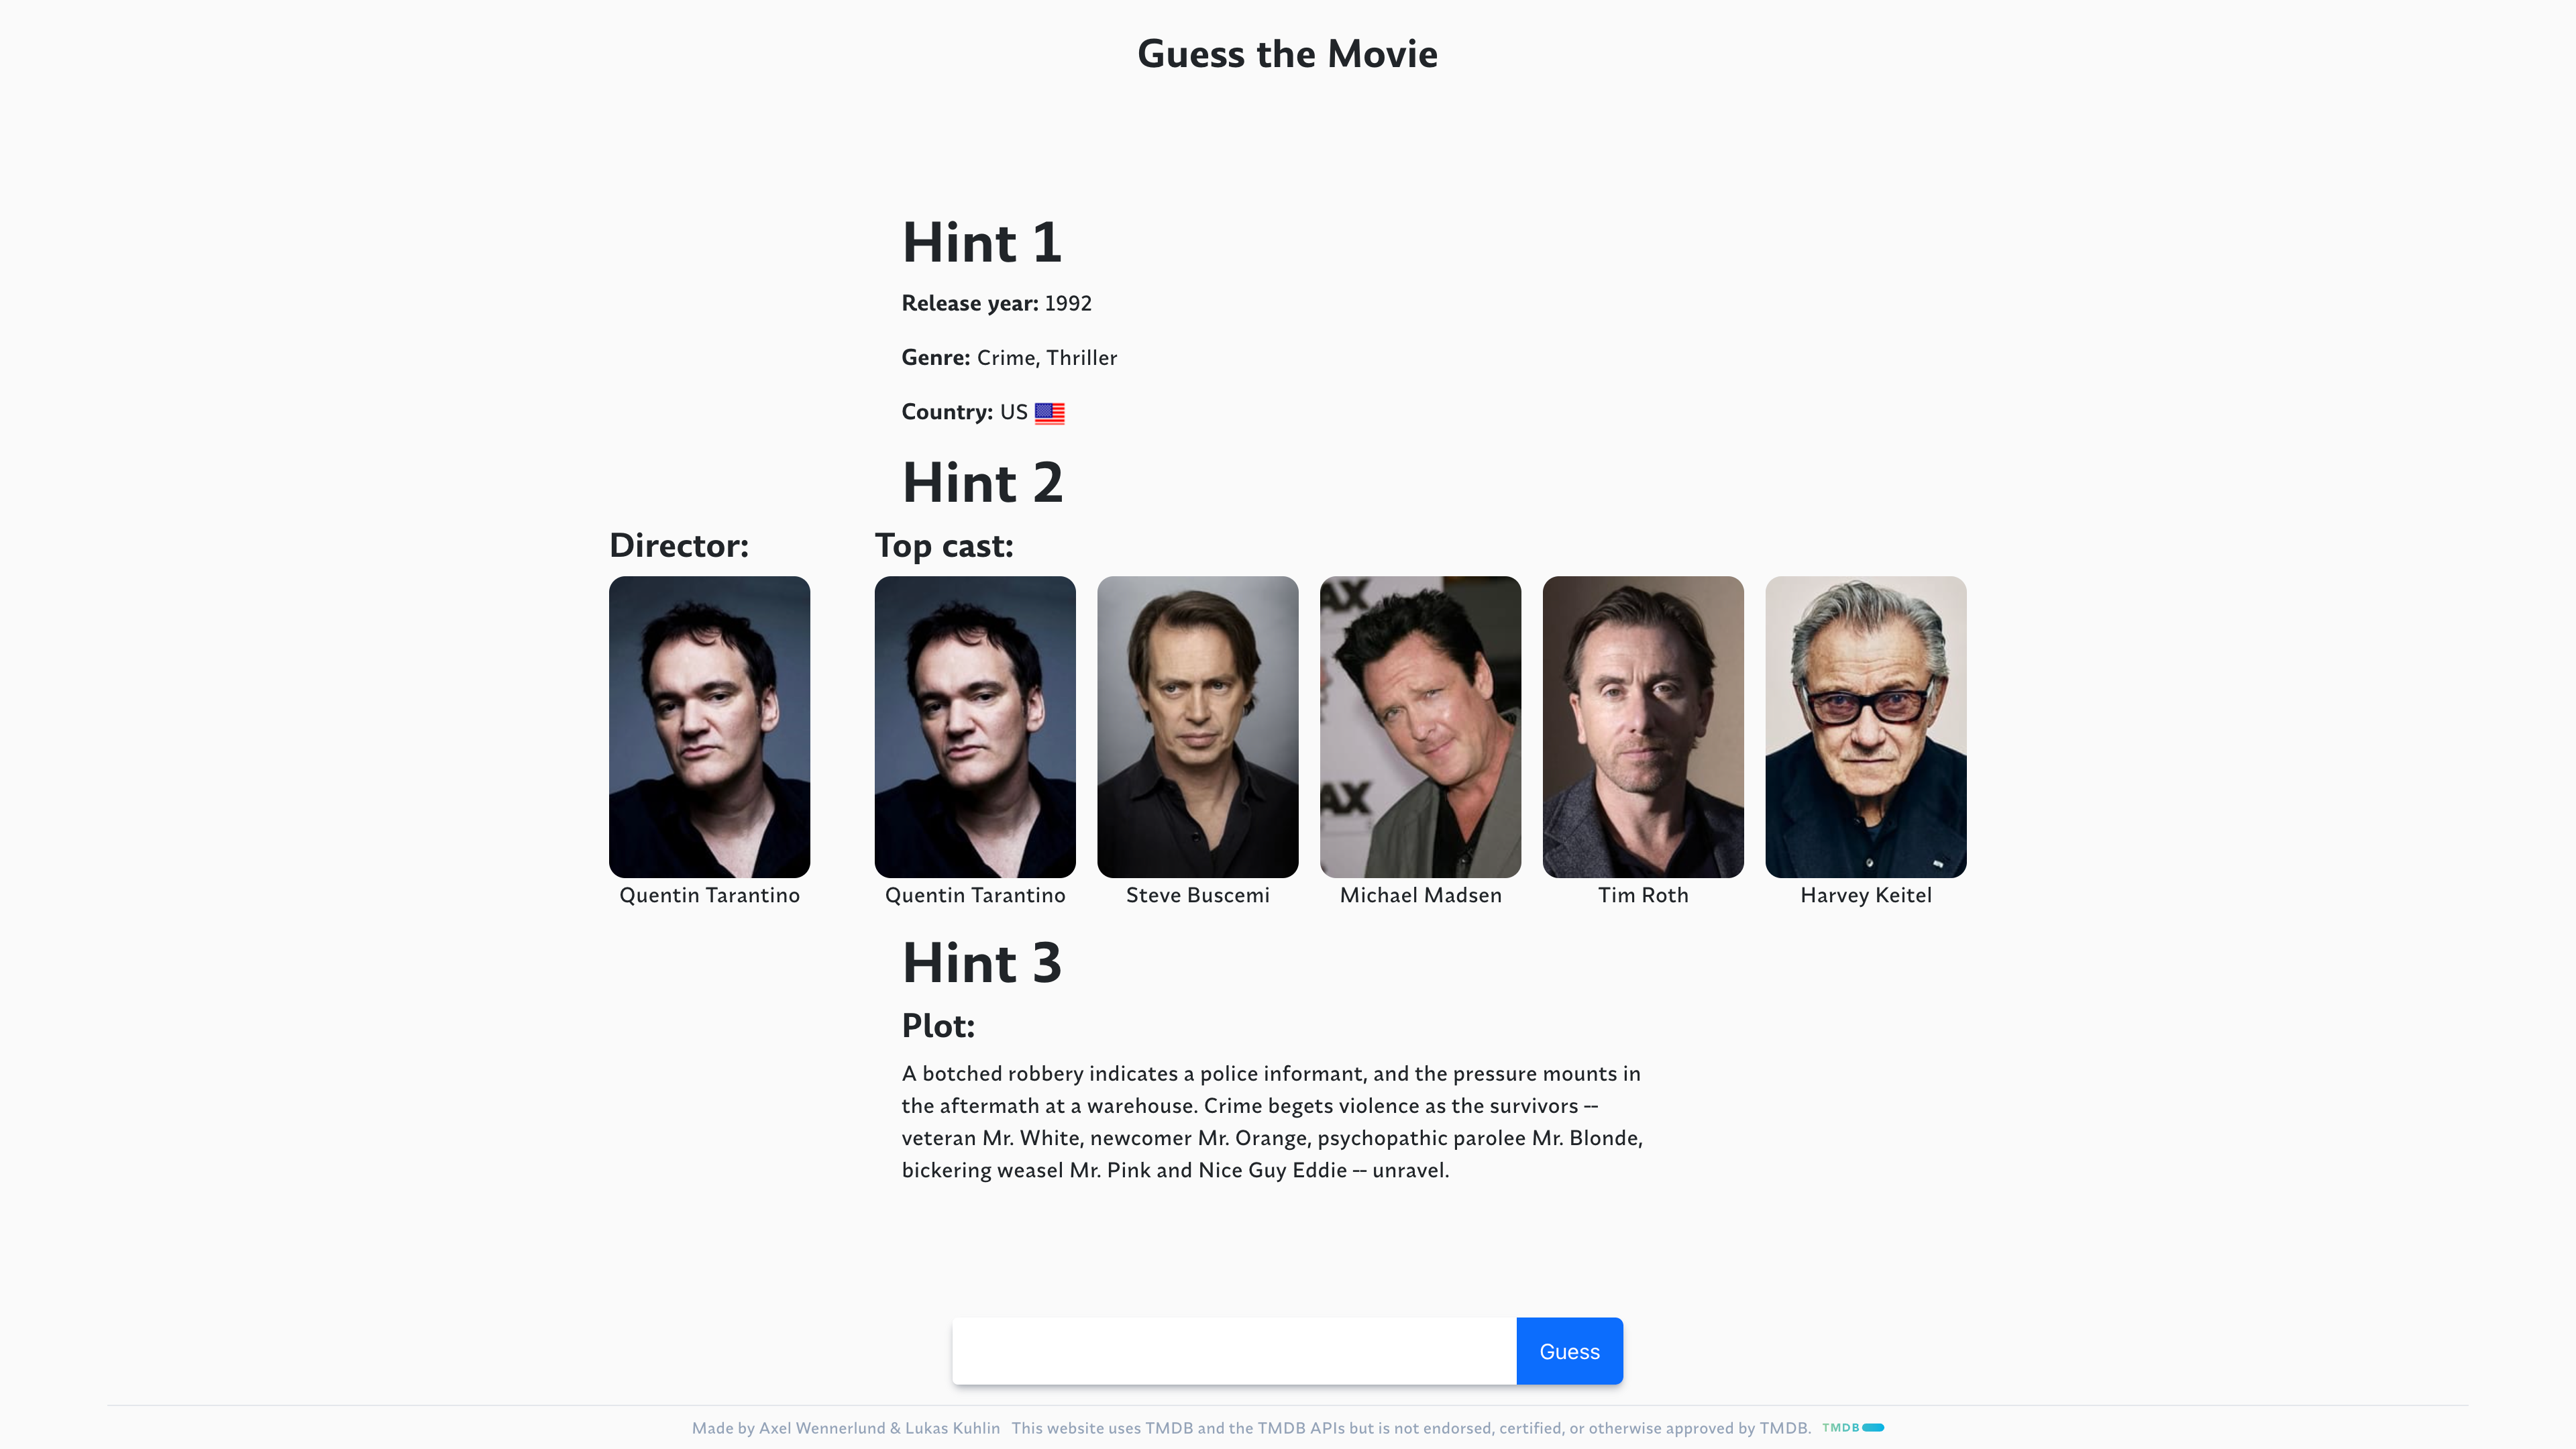 Guess the Movie
Hint 1
Release year: 1992
Genre: Crime, Thriller
Country: US
Hint 2
Director:
Top cast:
AX
AX
Quentin Tarantino
Quentin Tarantino
Steve Buscemi
Michael Madsen
Tim Roth
Harvey Keitel
Hint 3
Plot:
A botched robbery indicates a police informant, and the pressure mounts in
the aftermath at a warehouse. Crime begets violence as the survivors --
veteran Mr. White, newcomer Mr. Orange, psychopathic parolee Mr. Blonde,
bickering weasel Mr. Pink and Nice Guy Eddie -- unravel.
Guess
Made by Axel Wennerlund & Lukas Kuhlin This website uses TMDB and the TMDB APIs but is not endorsed, certified, or otherwise approved by TMDB. TMDB